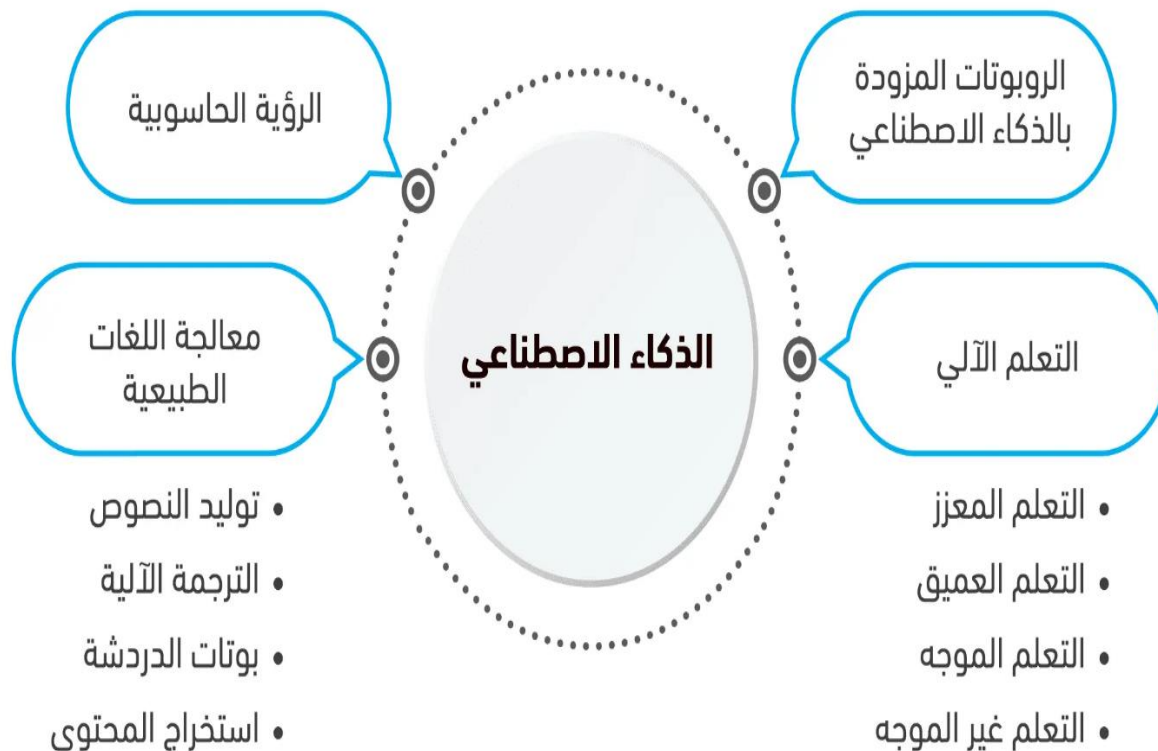 الروبوتات المزودة
بالذكاء الاصطناعي
الرؤية الحاسوبية
الذكاء الاصطناعي
التعلم الآلي
• التعلم المعزز
• التعلم العميق
• التعلم الموجه
• التعلم غير الموجه
معالجة اللغات
الطبيعية
• توليد النصوص
• الترجمة الآلية
• بوتات الدردشة
• استخراج المحتوى